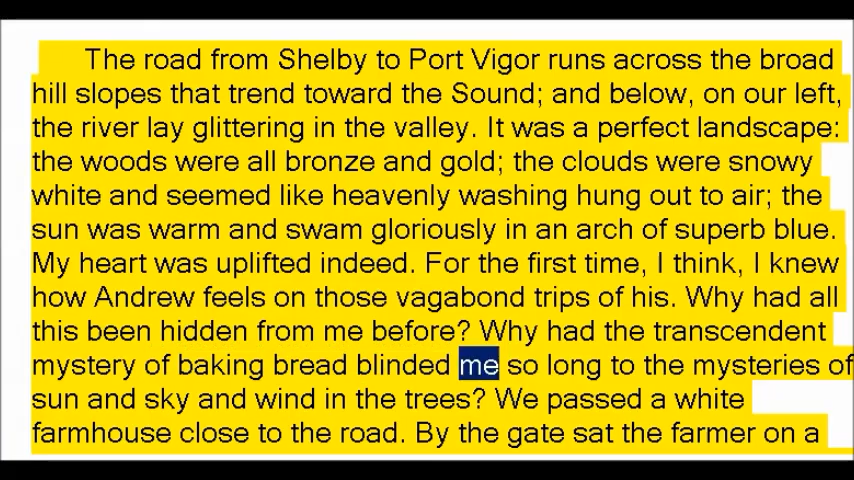 The road from Shelby to Port Vigor runs across the broad
hill slopes that trend toward the Sound; and below, on our left,
the river lay glittering in the valley. It was a perfect landscape:
the woods were all bronze and gold; the clouds were snowy
white and seemed like heavenly washing hung out to air; the
sun was warm and swam gloriously in an arch of superb blue.
My heart was uplifted indeed. For the first time, I think, I knew
how Andrew feels on those vagabond trips of his. Why had all
this been hidden from me before? Why had the transcendent
mystery of baking bread blinded me so long to the mysteries of
sun and sky and wind in the trees? We passed a white
farmhouse close to the road. By the gate sat the farmer on a